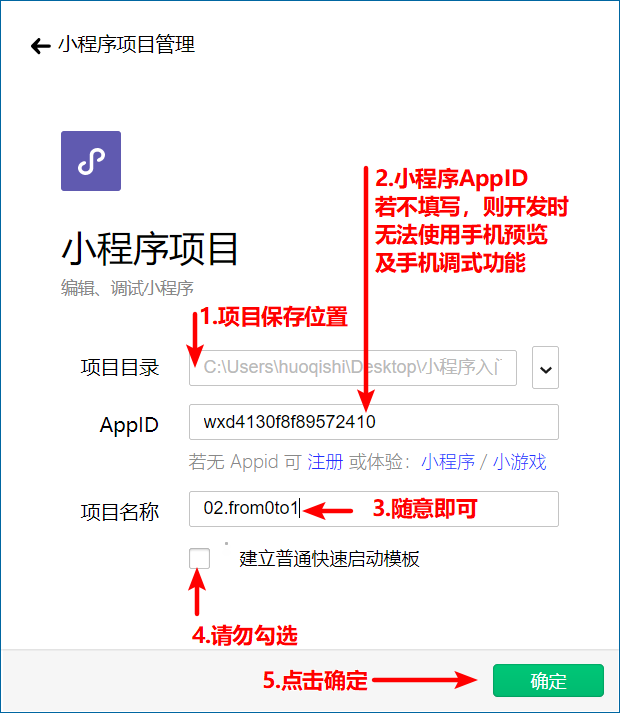 小程序项目管理
小程序项目
编辑、调试小程序
2.小程序AppID
若不填写，则开发时
无法使用手机预览
及手机调式功能
1.项目保存位置
项目目录
C:\Users\huoqishi\Desktop\小程序入门
AppID
wxd4130f8f89572410
若无 Appid 可 注册 或体验：小程序 / 小游戏
项目名称
02.from0to1
3.随意即可
建立普通快速启动模板
4.请勿勾选
5.点击确定
确定